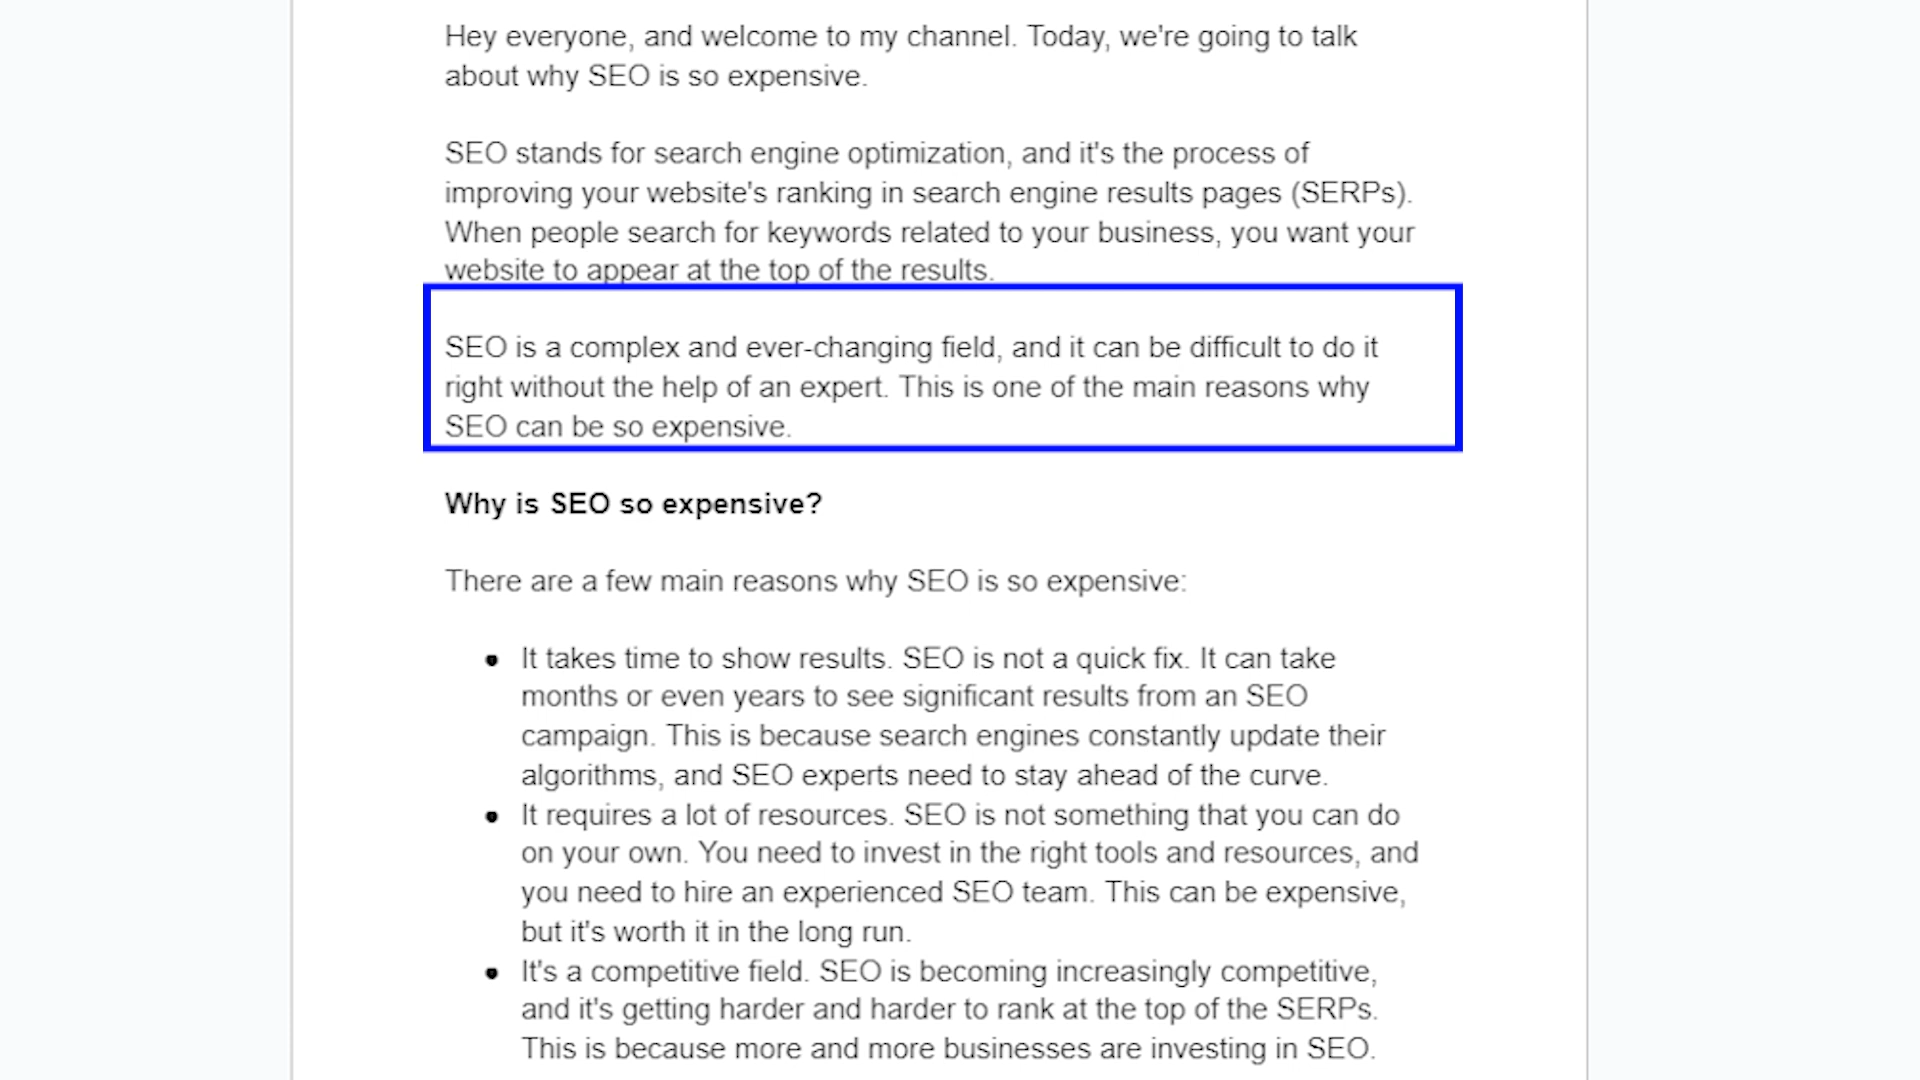 Hey everyone, and welcome to my channel. Today, we're going to talk
about why SEO is so expensive.
SEO stands for search engine optimization, and it's the process of
improving your website's ranking in search engine results pages (SERPs).
When people search for keywords related to your business, you want your
website to appear at the top of the results.
SEO is a complex and ever-changing field, and it can be difficult to do it
right without the help of an expert. This is one of the main reasons why
SEO can be so expensive.
Why is SEO so expensive?
There are a few main reasons why SEO is so expensive:
● It takes time to show results. SEO is not a quick fix. It can take
months or even years to see significant results from an SEO
campaign. This is because search engines constantly update their
algorithms, and SEO experts need to stay ahead of the curve.
● It requires a lot of resources. SEO is not something that you can do
on your own. You need to invest in the right tools and resources, and
you need to hire an experienced SEO team. This can be expensive,
but it's worth it in the long run.
● It's a competitive field. SEO is becoming increasingly competitive,
and it's getting harder and harder to rank at the top of the SERPs.
This is because more and more businesses are investing in SEO.